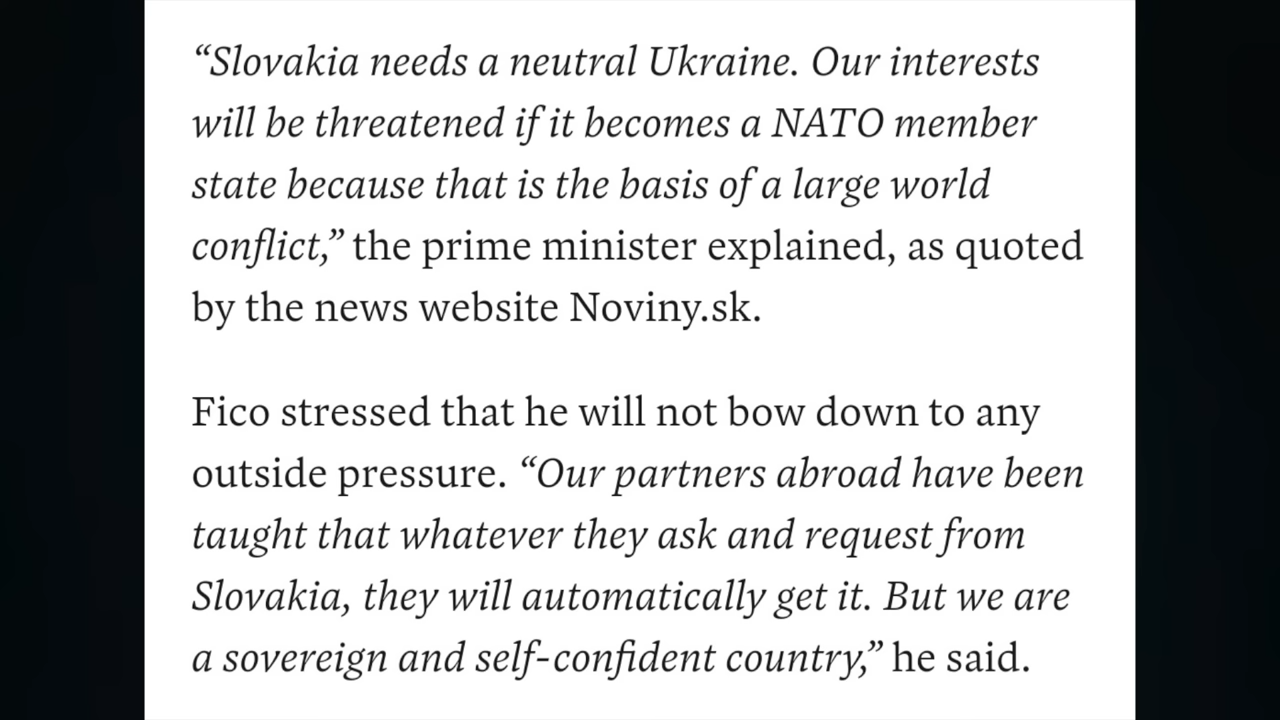 “Slovakia needs a neutral Ukraine. Our interests
will be threatened if it becomes a NATO member
state because that is the basis of a large world
conflict,” the prime minister explained, as quoted
by the news website Noviny.sk.
Fico stressed that he will not bow down to any
outside pressure. “Our partners abroad have been
taught that whatever they ask and request from
Slovakia, they will automatically get it. But we are
a sovereign and self-confident country,” he said.